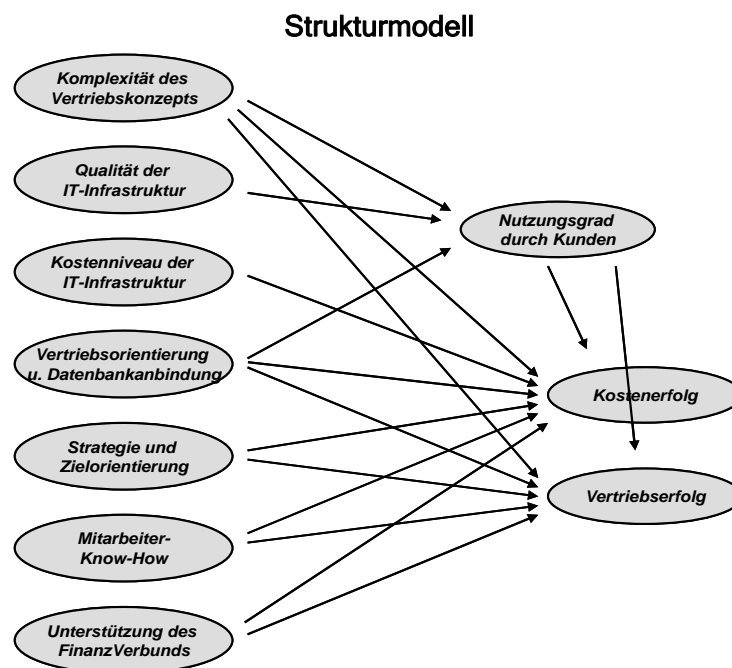 Strukturmodell
Komplexität des
Vertriebskonzepts
Qualität der
IT-Infrastruktur
Kostenniveau der
IT-Infrastruktur
Vertriebsorientierung
u. Datenbankanbindung
Strategie und
Zielorientierung
Mitarbeiter-
Know-How
Unterstützung des
FinanzVerbunds
Nutzungsgrad
durch Kunden
Kostenerfolg
Vertriebserfolg